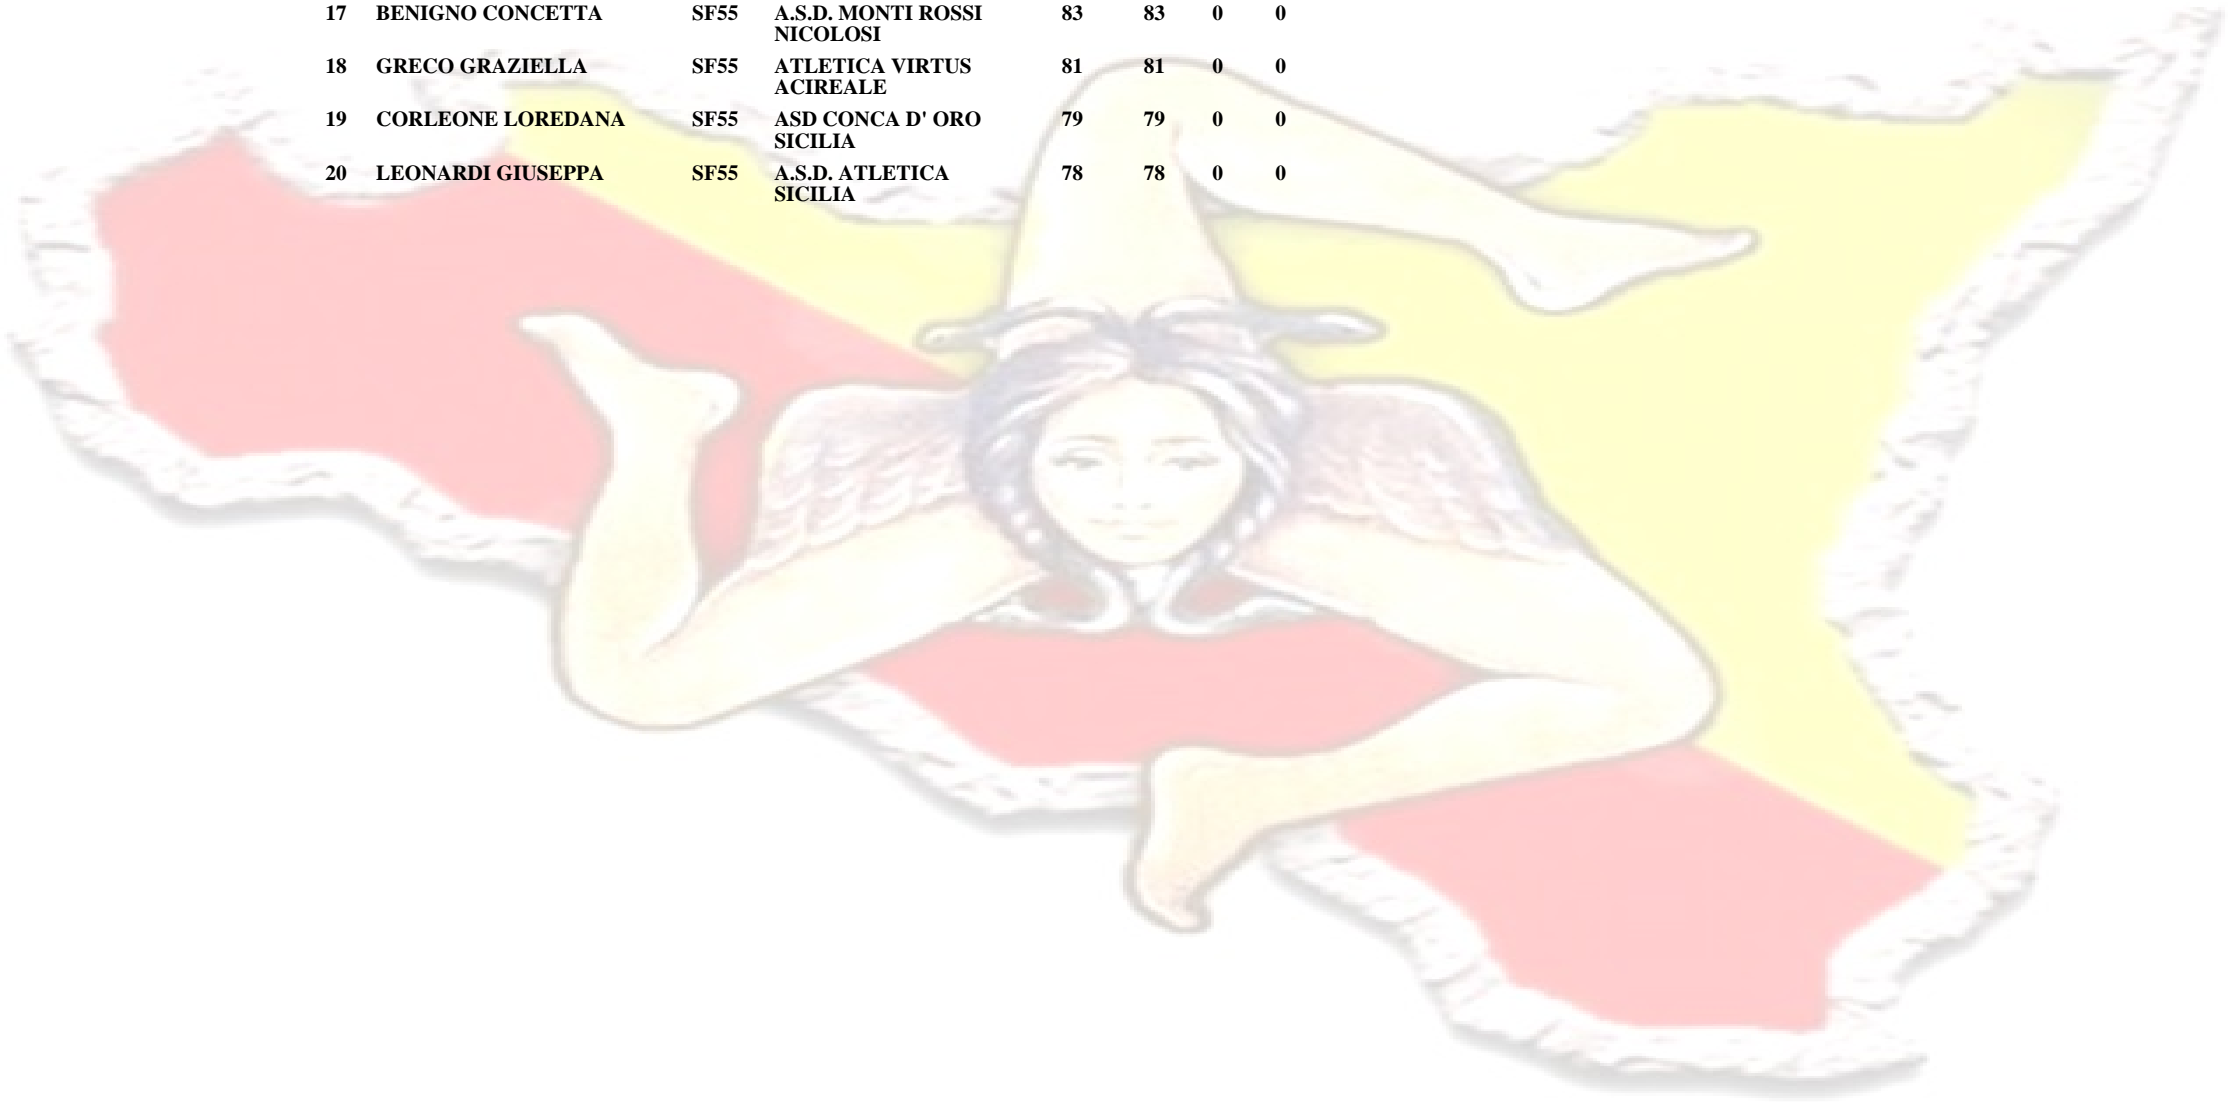 17 BENIGNO CONCETTA SF55 A.S.D. MONTI ROSSI 83 83 0 0
NICOLOSI
18 GRECO GRAZIELLA SF55 ATLETICA VIRTUS 81 81 0 0
ACIREALE
19 CORLEONE LOREDANA SF55 ASD CONCA D' ORO 79 79 0 0
SICILIA
20 LEONARDI GIUSEPPA SF55 A.S.D. ATLETICA 78 78 0 0
SICILIA